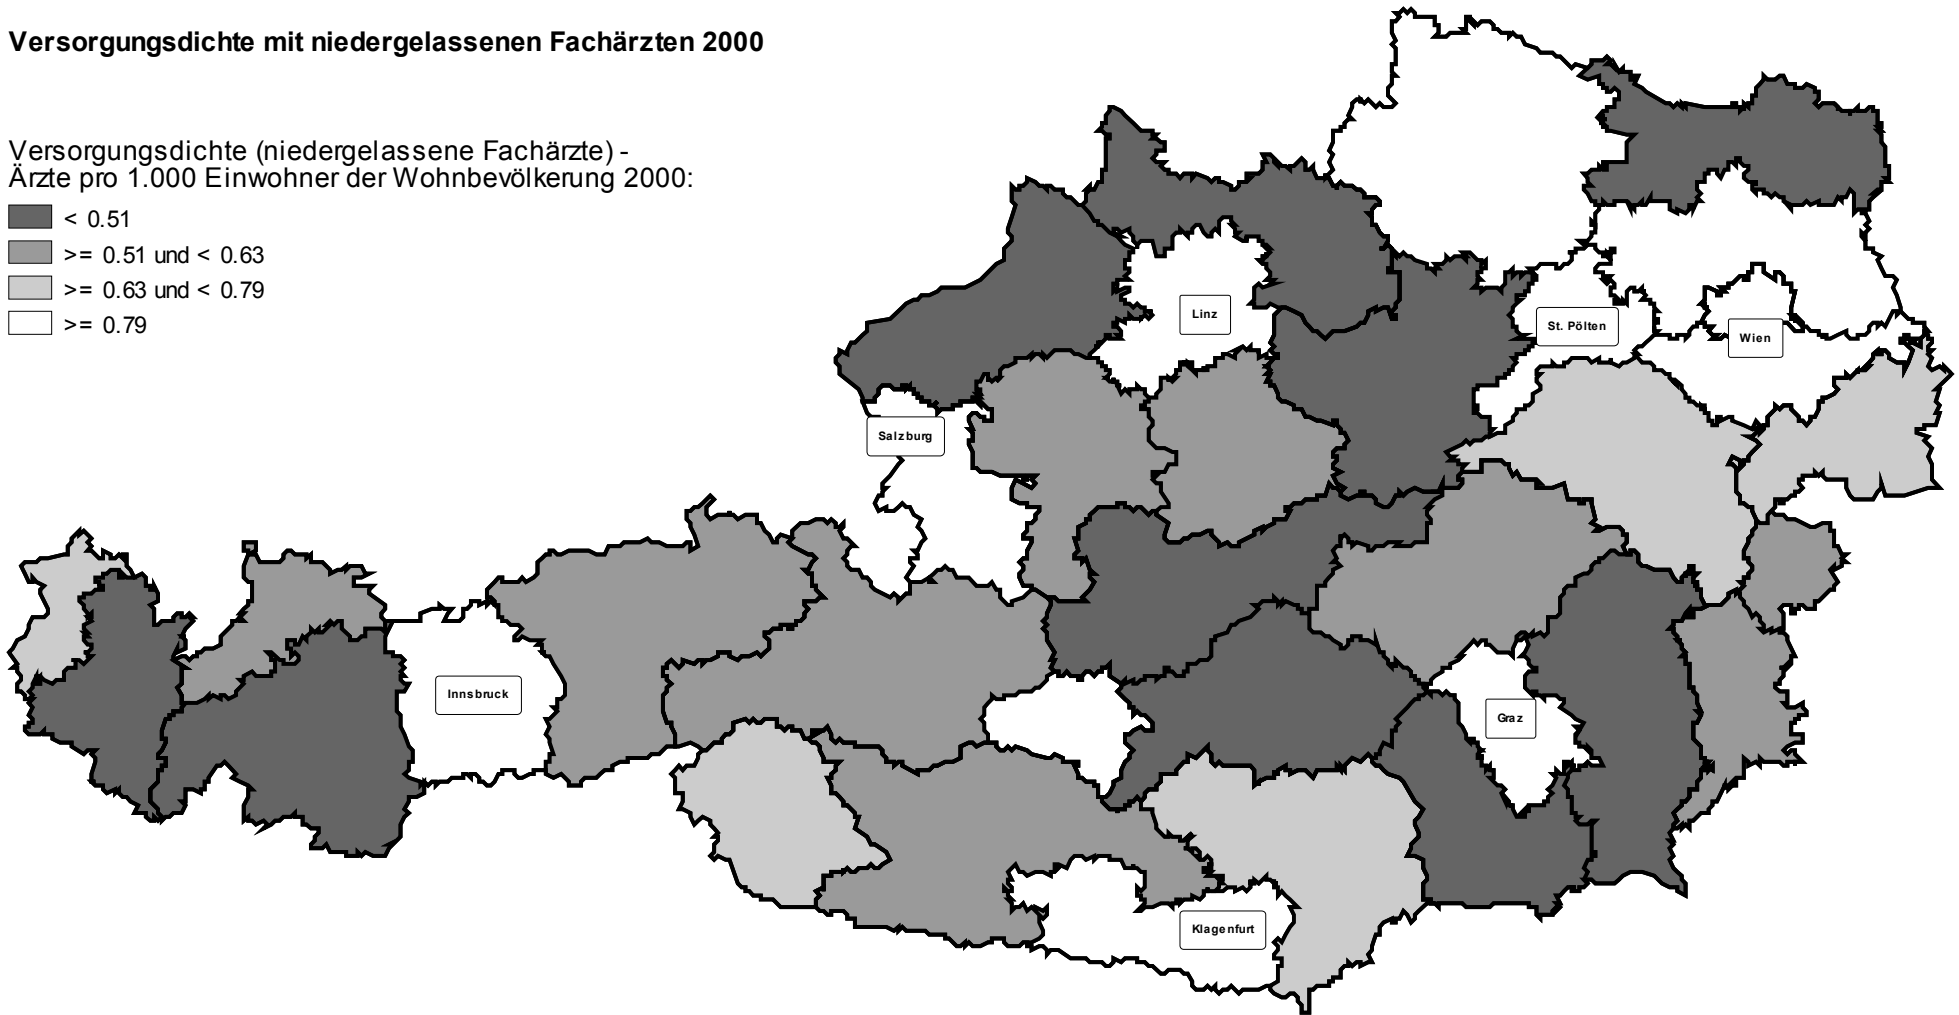 Versorgungsdichte mit niedergelassenen Fachärzten 2000
Versorgungsdichte (niedergelassene Fachärzte) -
Ärzte pro 1.000 Einwohner der Wohnbevölkerung 2000:
< 0.51
>= 0.51 und < 0.63
>= 0.63 und < 0.79
>= 0.79
Linz
St. Pölten
Wien
Salzburg
Innsbruck
Graz
Klagenfurt